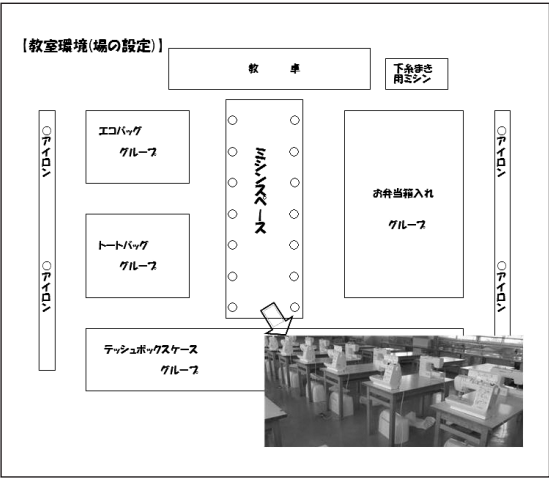 【教室環境(場の設定)】
教 卓
下糸まき
用ミシン
○アイロン
エコバッグ
グループ
ミシンスペース
お弁当箱入れ
グループ
○アイロン
トートバッグ
グループ
○アイロン
○アイロン
テッシュボックスケース
グループ